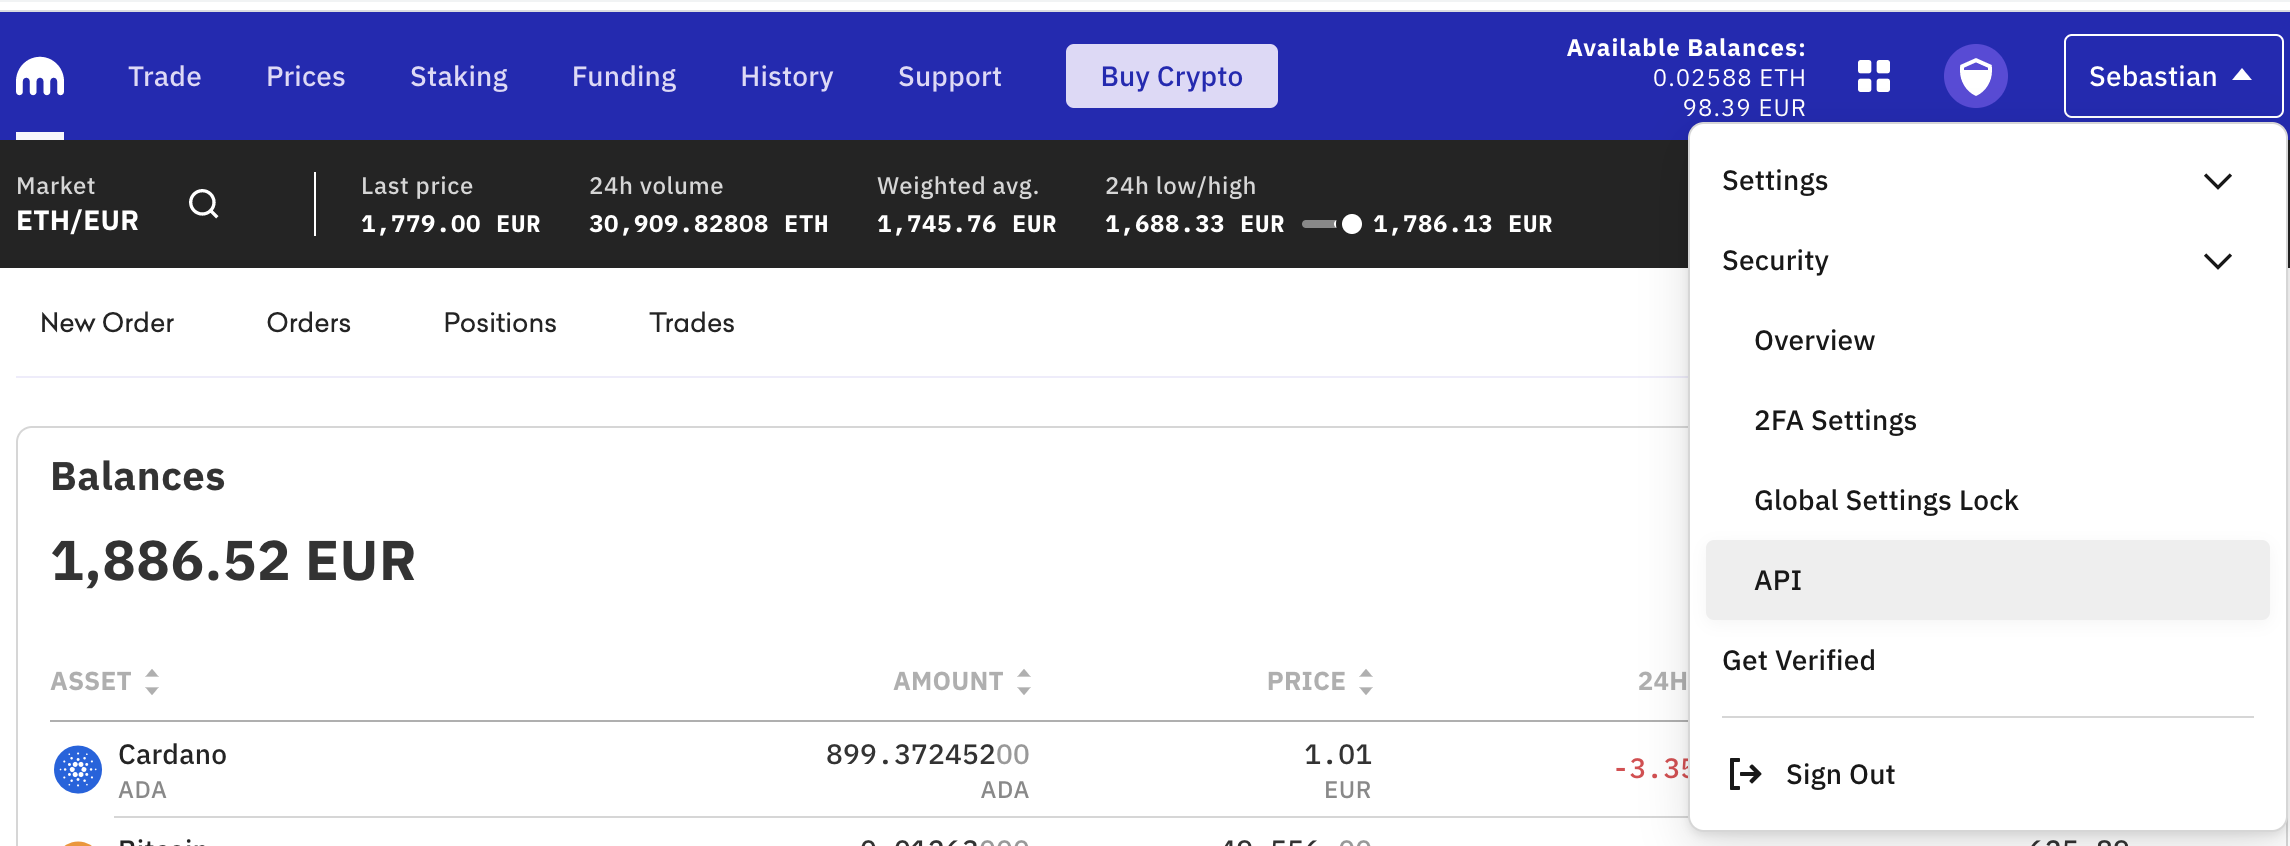 Trade Prices Staking Funding History Support Buy Crypto
Available Balances:
0.02588 ETH
98.39 EUR
Sebastian
Market
ETH/EUR
Last price
1,779.00 EUR
24h volume
30,909.82808 ETH
Weighted avg.
1,745.76 EUR
24h low/high
1,688.33 EUR 1,786.13 EUR
Settings
Security
Overview
2FA Settings
Global Settings Lock
API
Get Verified
Sign Out
New Order Orders Positions Trades
Balances
1,886.52 EUR
ASSET AMOUNT PRICE 24H
Cardano 899.37245200 1.01 -3.35
ADA ADA EUR
Bitcoin